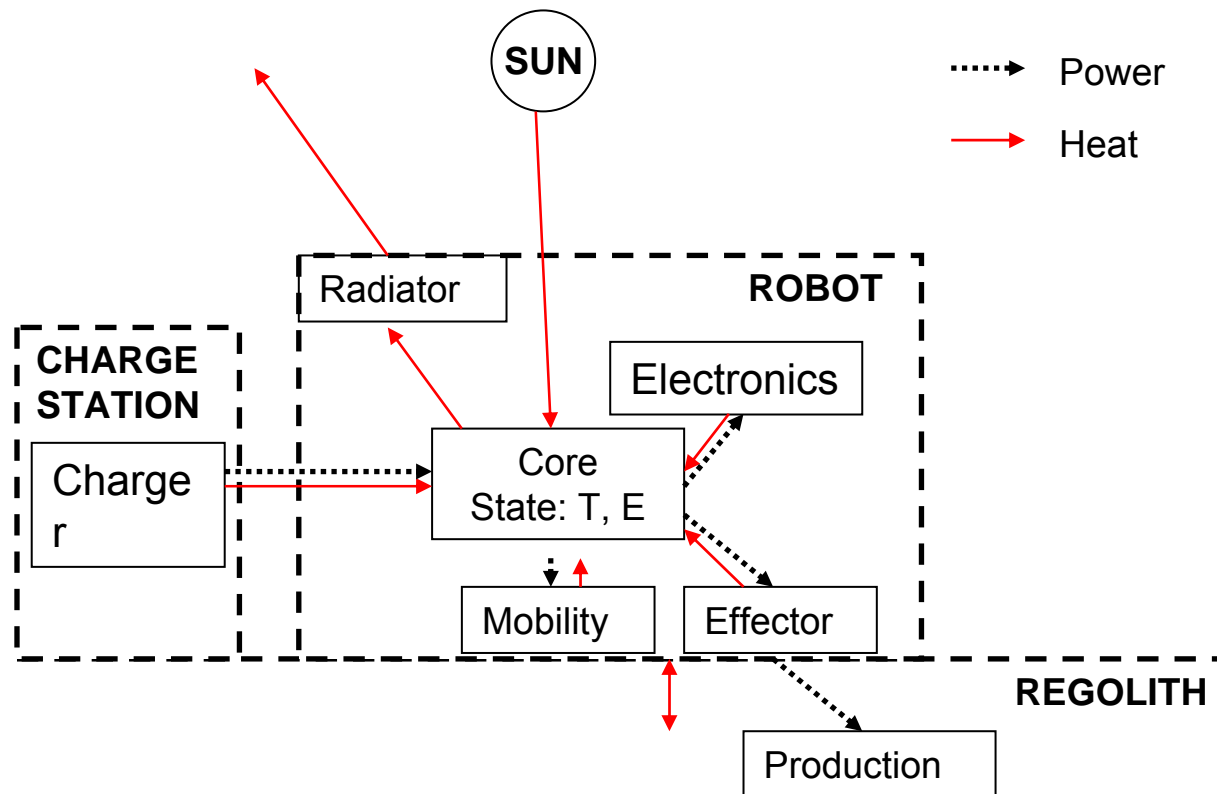 SUN
Power
Heat
Radiator
ROBOT
CHARGE
STATION
Electronics
Charge
r
Core
State: T, E
Mobility
Effector
REGOLITH
Production